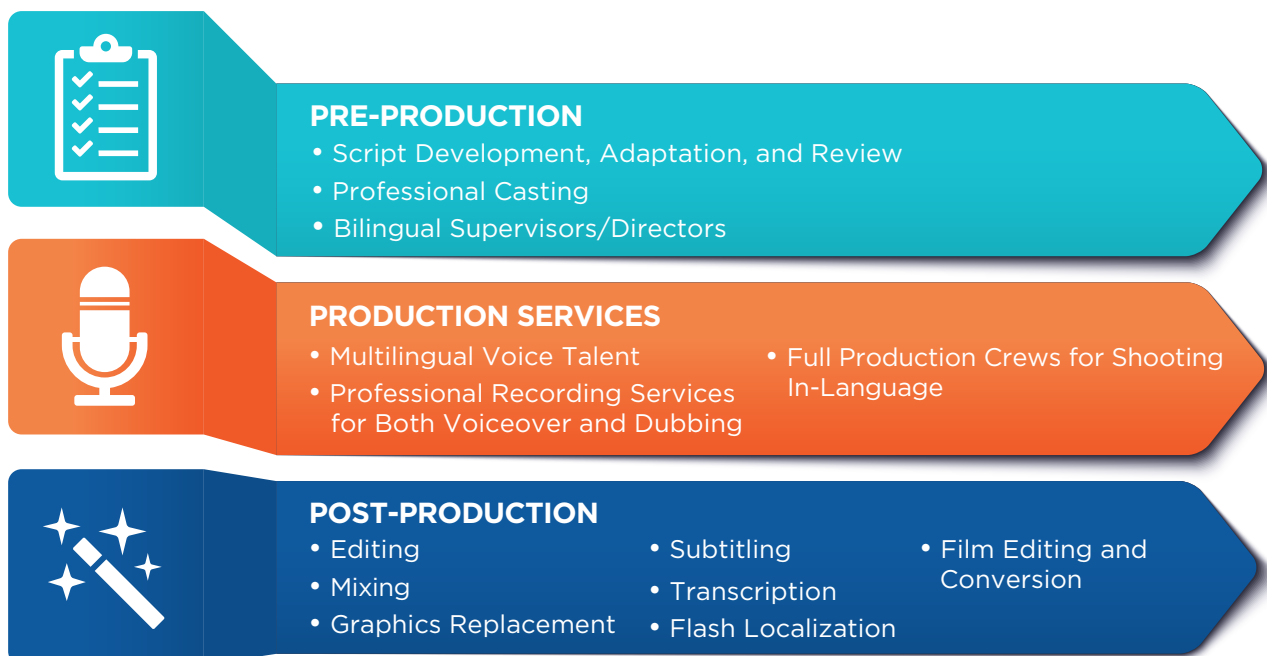 PRE-PRODUCTION
• Script Development, Adaptation, and Review
• Professional Casting
• Bilingual Supervisors/Directors
PRODUCTION SERVICES
• Multilingual Voice Talent
• Professional Recording Services
for Both Voiceover and Dubbing
• Full Production Crews for Shooting
In-Language
POST-PRODUCTION
• Editing
• Mixing
• Graphics Replacement
• Subtitling
• Transcription
• Flash Localization
• Film Editing and
Conversion